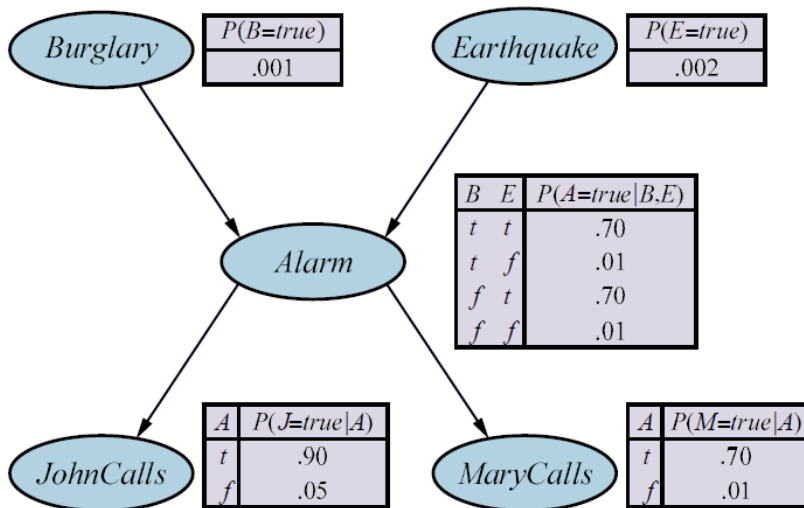 Burglary
P(B=true)
.001
Earthquake
P(E=true)
.002
B E P(A=true|B,E)
t t .70
t f .01
f t .70
f f .01
Alarm
A P(J=true|A)
t .90
f .05
JohnCalls
A P(M=true|A)
t .70
f .01
MaryCalls